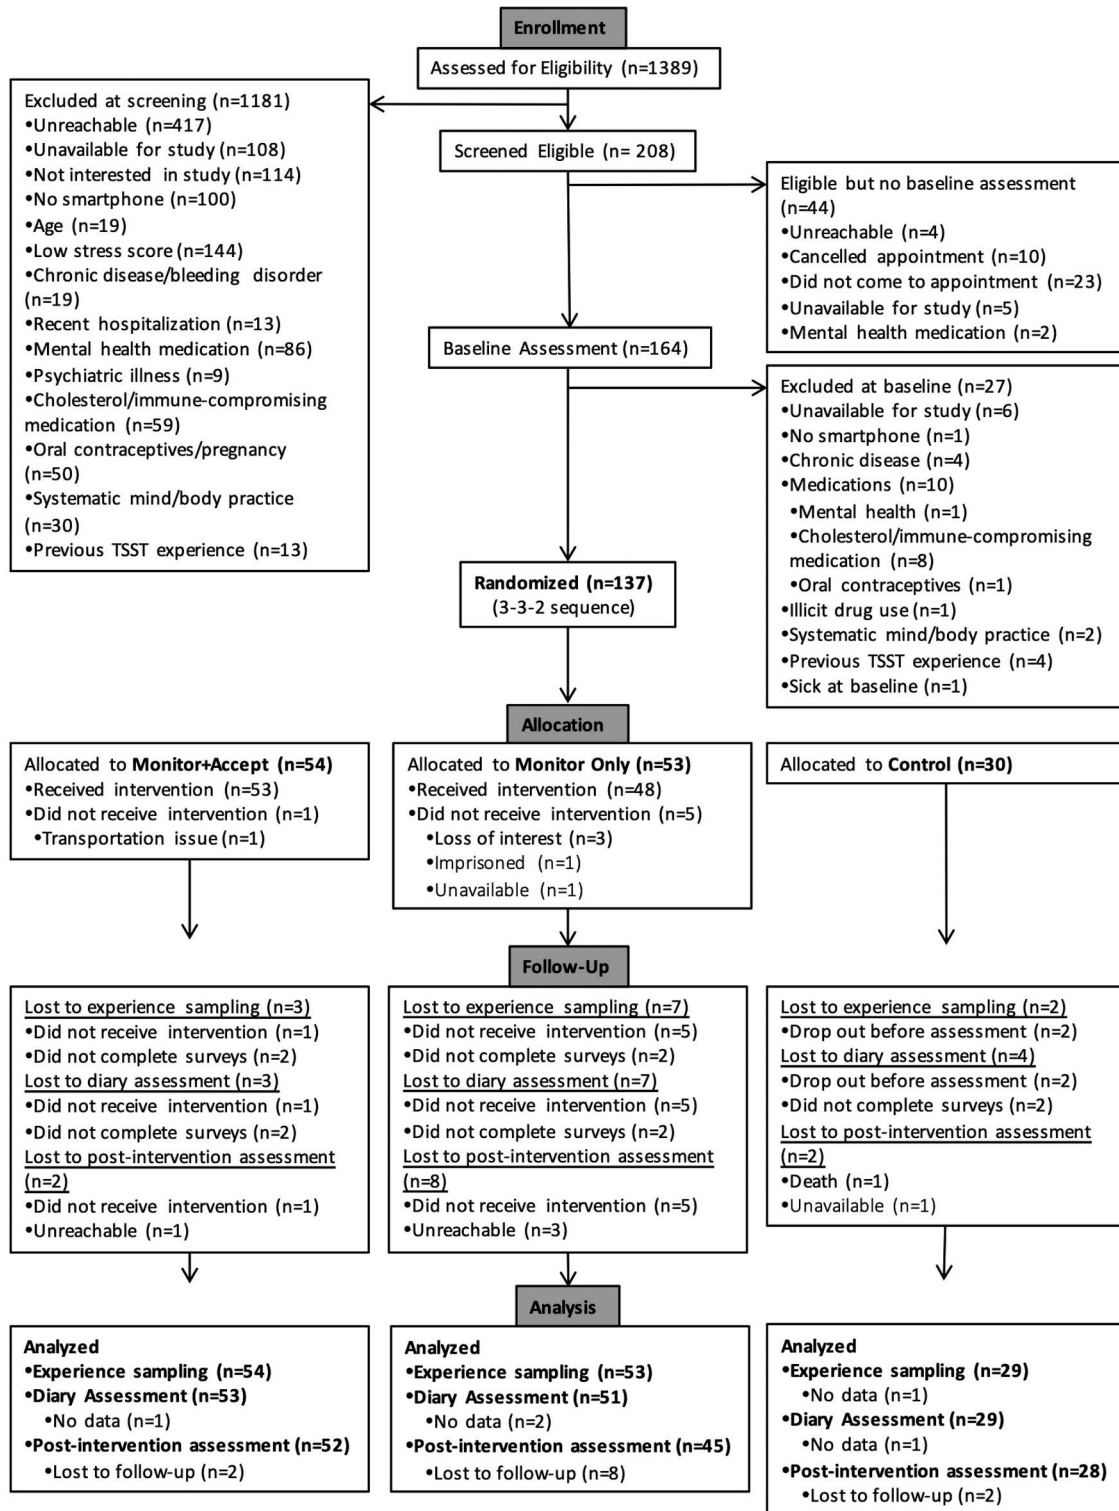 Enrollment
Assessed for Eligibility (n=1389)
Excluded at screening (n=1181)
•Unreachable (n=417)
•Unavailable for study (n=108)
•Not interested in study (n=114)
•No smartphone (n=100)
•Age (n=19)
•Low stress score (n=144)
•Chronic disease/bleeding disorder
(n=19)
•Recent hospitalization (n=13)
•Mental health medication (n=86)
•Psychiatric illness (n=9)
•Cholesterol/immune-compromising
medication (n=59)
•Oral contraceptives/pregnancy
(n=50)
•Systematic mind/body practice
(n=30)
•Previous TSST experience (n=13)
Screened Eligible (n= 208)
Eligible but no baseline assessment
(n=44)
•Unreachable (n=4)
•Cancelled appointment (n=10)
•Did not come to appointment (n=23)
•Unavailable for study (n=5)
•Mental health medication (n=2)
Baseline Assessment (n=164)
Excluded at baseline (n=27)
•Unavailable for study (n=6)
•No smartphone (n=1)
•Chronic disease (n=4)
•Medications (n=10)
•Mental health (n=1)
•Cholesterol/immune-compromising
medication (n=8)
•Oral contraceptives (n=1)
•Illicit drug use (n=1)
•Systematic mind/body practice (n=2)
•Previous TSST experience (n=4)
•Sick at baseline (n=1)
Randomized (n=137)
(3-3-2 sequence)
Allocation
Allocated to Monitor+Accept (n=54)
•Received intervention (n=53)
•Did not receive intervention (n=1)
•Transportation issue (n=1)
Allocated to Monitor Only (n=53)
•Received intervention (n=48)
•Did not receive intervention (n=5)
•Loss of interest (n=3)
•Imprisoned (n=1)
•Unavailable (n=1)
Allocated to Control (n=30)
Follow-Up
Lost to experience sampling (n=3)
•Did not receive intervention (n=1)
•Did not complete surveys (n=2)
Lost to diary assessment (n=3)
•Did not receive intervention (n=1)
•Did not complete surveys (n=2)
Lost to post-intervention assessment
(n=2)
•Did not receive intervention (n=1)
•Unreachable (n=1)
Lost to experience sampling (n=7)
•Did not receive intervention (n=5)
•Did not complete surveys (n=2)
Lost to diary assessment (n=7)
•Did not receive intervention (n=5)
•Did not complete surveys (n=2)
Lost to post-intervention assessment
(n=8)
•Did not receive intervention (n=5)
•Unreachable (n=3)
Lost to experience sampling (n=2)
•Drop out before assessment (n=2)
Lost to diary assessment (n=4)
•Drop out before assessment (n=2)
•Did not complete surveys (n=2)
Lost to post-intervention assessment
(n=2)
•Death (n=1)
•Unavailable (n=1)
Analysis
Analyzed
•Experience sampling (n=54)
•Diary Assessment (n=53)
•No data (n=1)
•Post-intervention assessment (n=52)
•Lost to follow-up (n=2)
Analyzed
•Experience sampling (n=53)
•Diary Assessment (n=51)
•No data (n=2)
•Post-intervention assessment (n=45)
•Lost to follow-up (n=8)
Analyzed
•Experience sampling (n=29)
•No data (n=1)
•Diary Assessment (n=29)
•No data (n=1)
•Post-intervention assessment (n=28)
•Lost to follow-up (n=2)